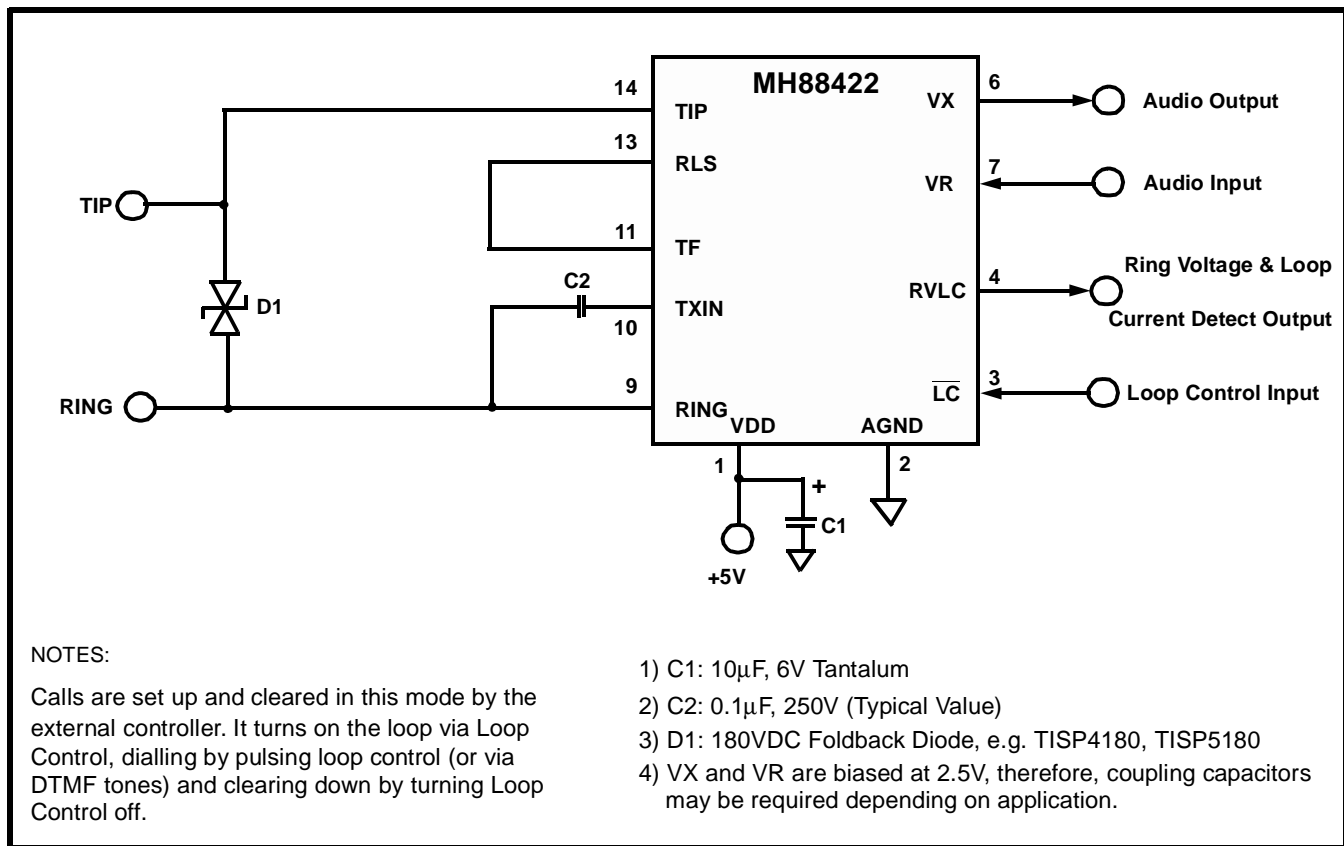 MH88422
14
TIP
VX
6
Audio Output
13
RLS
VR
7
Audio Input
TIP
11
TF
D1
C2
TXIN
10
RVLC
4
Ring Voltage & Loop
Current Detect Output
RING
9
RING
VDD
AGND
LC
3
Loop Control Input
1
2
+
C1
+5V
NOTES:
Calls are set up and cleared in this mode by the
external controller. It turns on the loop via Loop
Control, dialling by pulsing loop control (or via
DTMF tones) and clearing down by turning Loop
Control off.
1) C1: 10µF, 6V Tantalum
2) C2: 0.1µF, 250V (Typical Value)
3) D1: 180VDC Foldback Diode, e.g. TISP4180, TISP5180
4) VX and VR are biased at 2.5V, therefore, coupling capacitors
may be required depending on application.